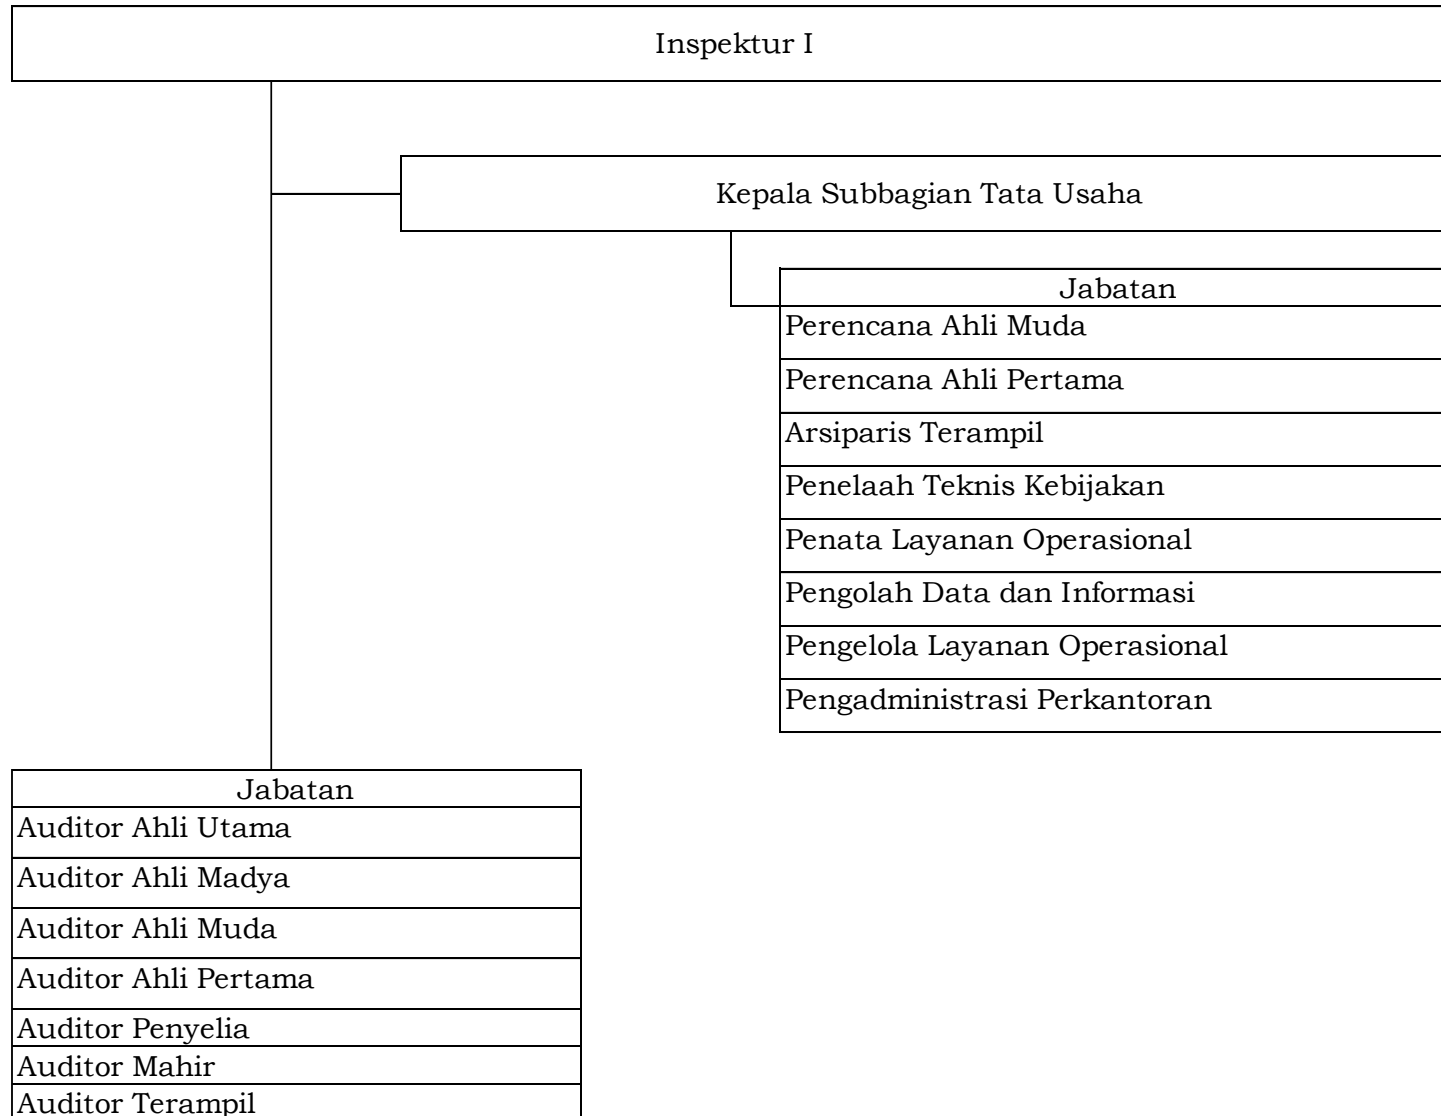 Inspektur I
Kepala Subbagian Tata Usaha
Jabatan
Perencana Ahli Muda
Perencana Ahli Pertama
Arsiparis Terampil
Penelaah Teknis Kebijakan
Penata Layanan Operasional
Pengolah Data dan Informasi
Pengelola Layanan Operasional
Pengadministrasi Perkantoran
Jabatan
Auditor Ahli Utama
Auditor Ahli Madya
Auditor Ahli Muda
Auditor Ahli Pertama
Auditor Penyelia
Auditor Mahir
Auditor Terampil